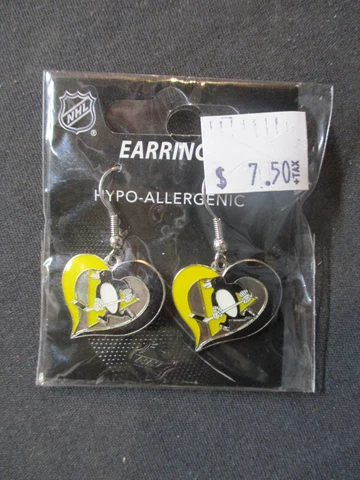 NHL
EARRING
$ 7.50 +TAX
HYPO-ALLERGENIC